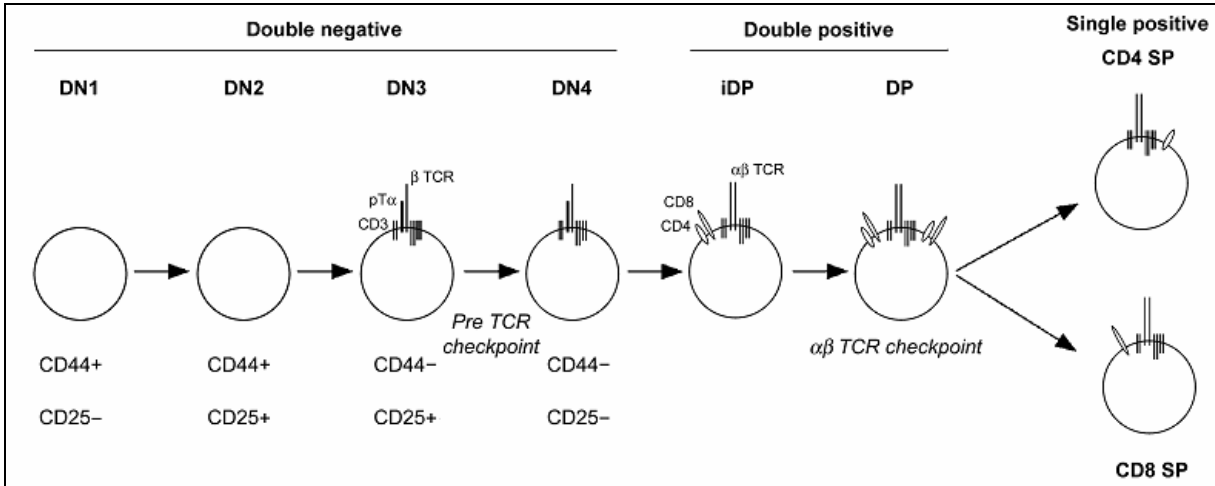 Double negative
Double positive
Single positive
CD4 SP
DN1
DN2
DN3
DN4
iDP
DP
β TCR
pTα
CD3
αβ TCR
CD8
CD4
Pre TCR
checkpoint
αβ TCR checkpoint
CD44+
CD44+
CD44−
CD44−
CD25−
CD25+
CD25+
CD25−
CD8 SP